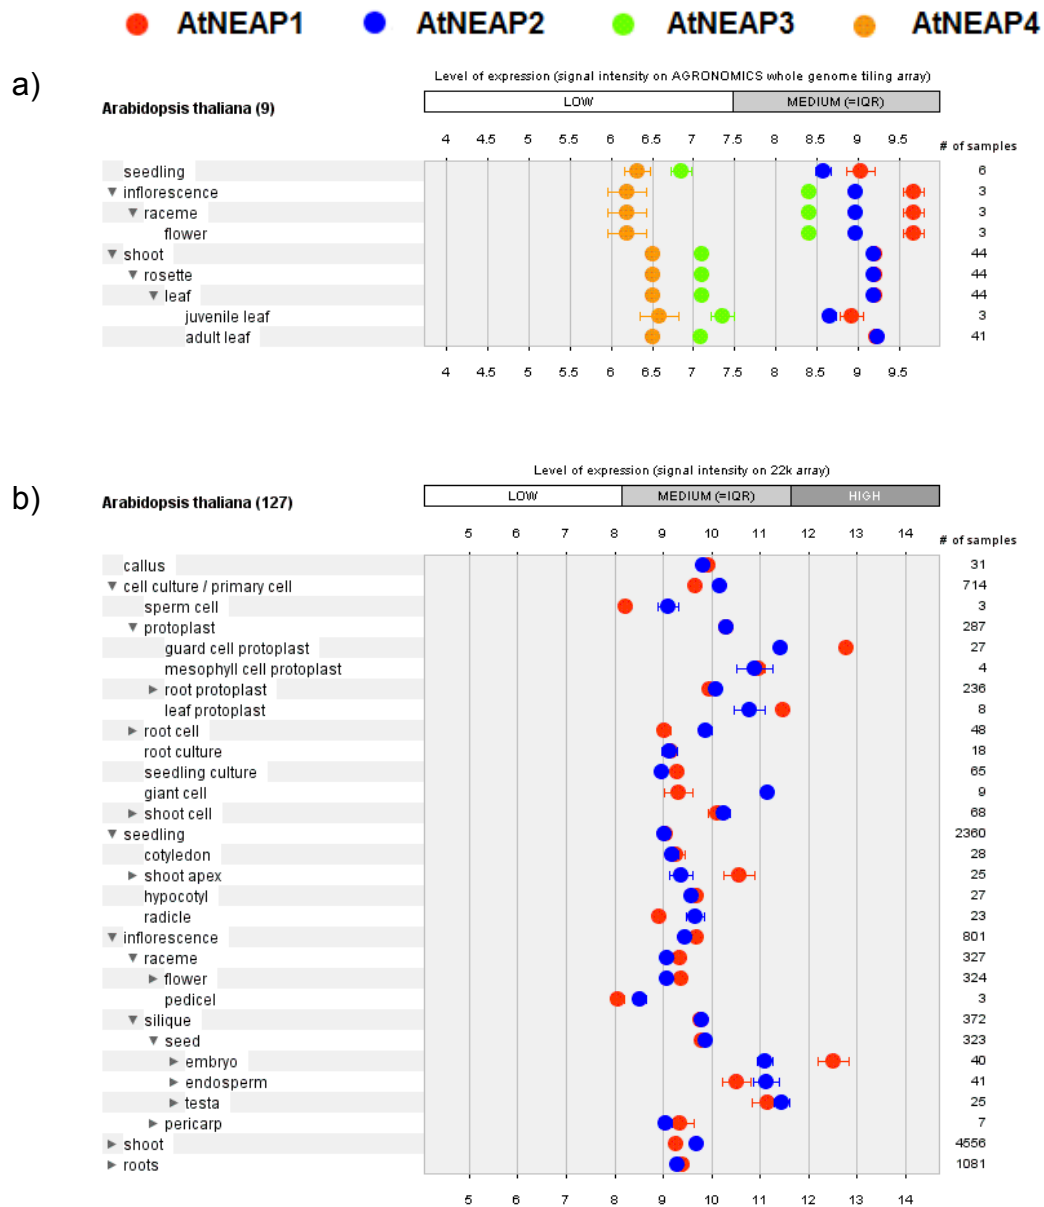 AtNEAP1 AtNEAP2 AtNEAP3 AtNEAP4
a)
Level of expression (signal intensity on AGRONOMICS whole genome tiling array)
Arabidopsis thaliana (9)
LOW MEDIUM (=IQR)
4 4.5 5 5.5 6 6.5 7 7.5 8 8.5 9 9.5
# of samples
seedling 6
▼ inflorescence 3
▼ raceme 3
flower 3
▼ shoot 44
▼ rosette 44
▼ leaf 44
juvenile leaf 3
adult leaf 41
4 4.5 5 5.5 6 6.5 7 7.5 8 8.5 9 9.5
b)
Level of expression (signal intensity on 22k array)
Arabidopsis thaliana (127)
LOW MEDIUM (=IQR) HIGH
5 6 7 8 9 10 11 12 13 14
# of samples
callus 31
▼ cell culture / primary cell 714
sperm cell 3
▼ protoplast 287
guard cell protoplast 27
mesophyll cell protoplast 4
► root protoplast 236
leaf protoplast 8
► root cell 48
root culture 18
seedling culture 65
giant cell 9
► shoot cell 68
▼ seedling 2360
cotyledon 28
► shoot apex 25
hypocotyl 27
radicle 23
▼ inflorescence 801
▼ raceme 327
► flower 324
pedicel 3
▼ silique 372
▼ seed 323
► embryo 40
► endosperm 41
► testa 25
► pericarp 7
► shoot 4556
► roots 1081
5 6 7 8 9 10 11 12 13 14